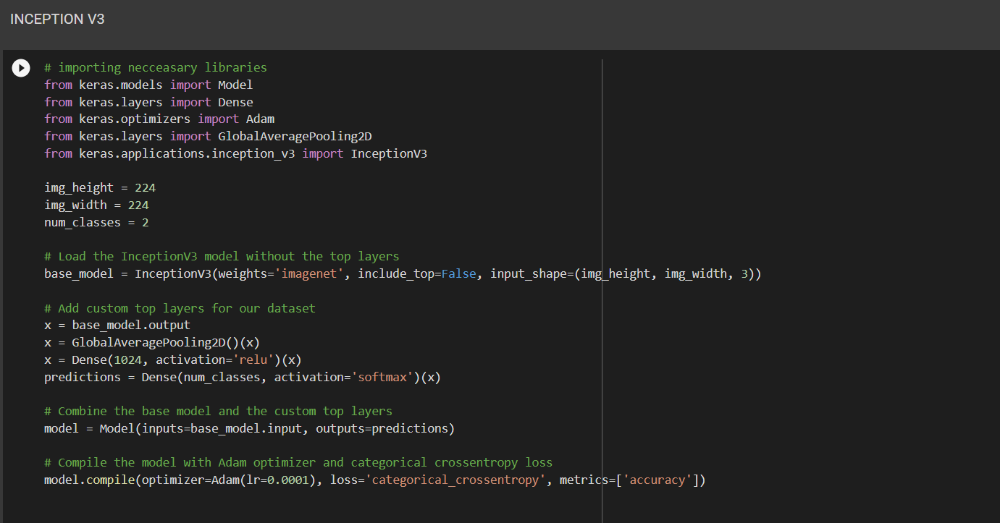 INCEPTION V3
# importing necceasary libraries
from keras.models import Model
from keras.layers import Dense
from keras.optimizers import Adam
from keras.layers import GlobalAveragePooling2D
from keras.applications.inception_v3 import InceptionV3
img_height = 224
img_width = 224
num_classes = 2
# Load the InceptionV3 model without the top layers
base_model = InceptionV3(weights='imagenet', include_top=False, input_shape=(img_height, img_width, 3))
# Add custom top layers for our dataset
x = base_model.output
x = GlobalAveragePooling2D()(x)
x = Dense(1024, activation='relu')(x)
predictions = Dense(num_classes, activation='softmax')(x)
# Combine the base model and the custom top layers
model = Model(inputs=base_model.input, outputs=predictions)
# Compile the model with Adam optimizer and categorical crossentropy loss
model.compile(optimizer=Adam(lr=0.0001), loss='categorical_crossentropy', metrics=['accuracy'])